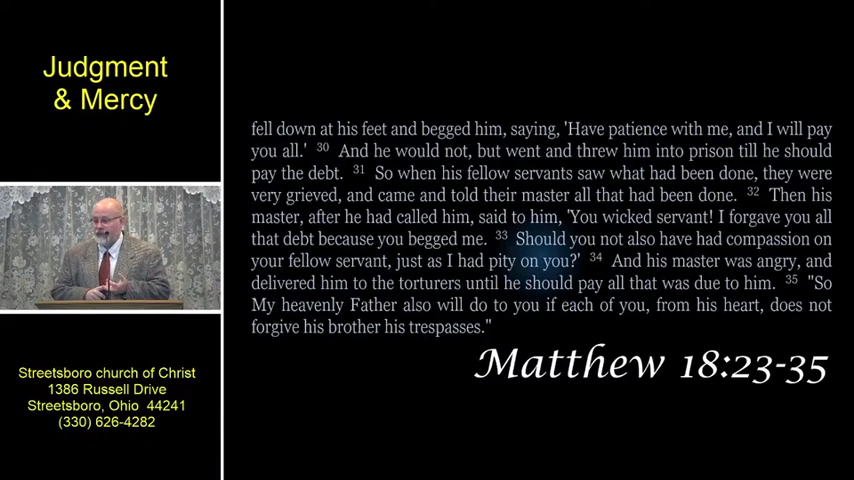 Judgment
& Mercy
fell down at his feet and begged him, saying, 'Have patience with me, and I will pay
you all.' 30 And he would not, but went and threw him into prison till he should
pay the debt. 31 So when his fellow servants saw what had been done, they were
very grieved, and came and told their master all that had been done. 32 Then his
master, after he had called him, said to him, 'You wicked servant! I forgave you all
that debt because you begged me. 33 Should you not also have had compassion on
your fellow servant, just as I had pity on you?' 34 And his master was angry, and
delivered him to the torturers until he should pay all that was due to him. 35 "So
My heavenly Father also will do to you if each of you, from his heart, does not
forgive his brother his trespasses."
Matthew 18:23-35
Streetsboro church of Christ
1386 Russell Drive
Streetsboro, Ohio 44241
(330) 626-4282